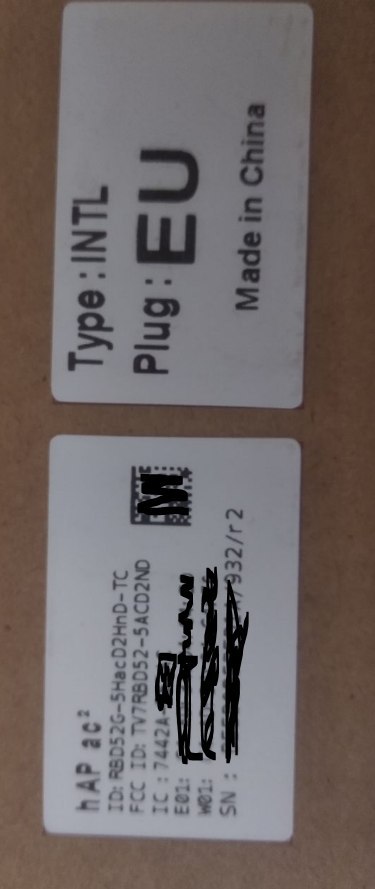 Type : INTL
Plug : EU
Made in China
hAP ac²
ID: RBD52G-5HacD2HnD-TC
FCC ID: TV7RBD52-5ACD2ND
IC : 7442A-
E01:
W01:
SN : /932/r2